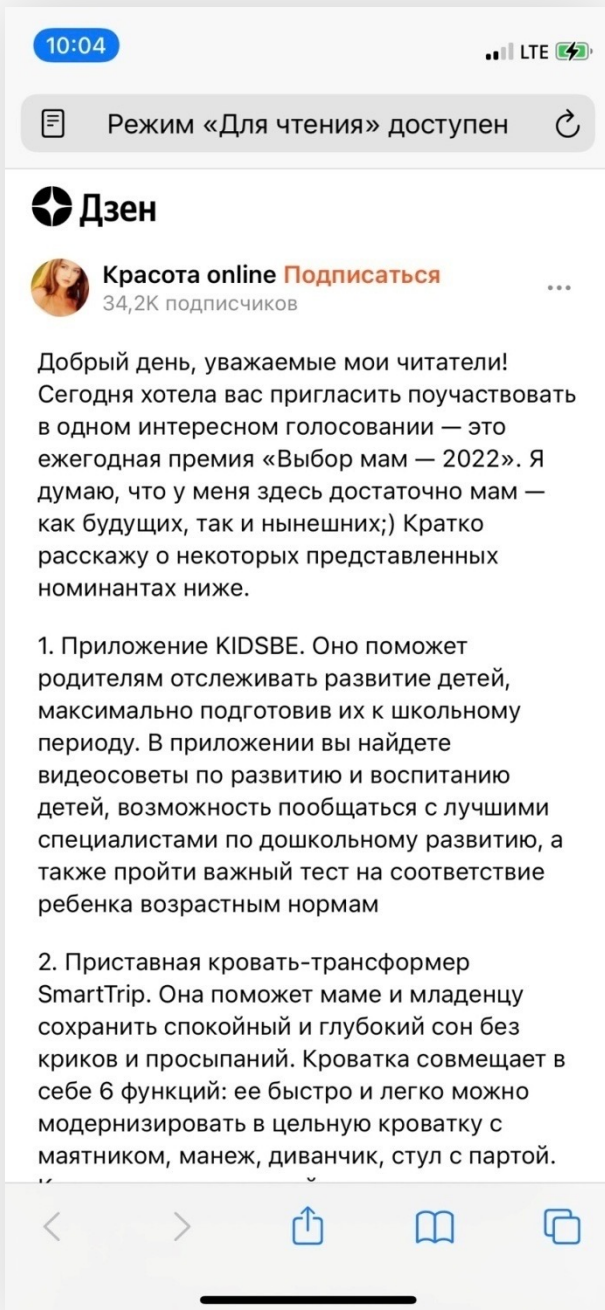 10:04
LTE
Режим «Для чтения» доступен
Дзен
Красота online Подписаться
34,2K подписчиков
Добрый день, уважаемые мои читатели!
Сегодня хотела вас пригласить поучаствовать
в одном интересном голосовании — это
ежегодная премия «Выбор мам — 2022». Я
думаю, что у меня здесь достаточно мам —
как будущих, так и нынешних;) Кратко
расскажу о некоторых представленных
номинантах ниже.
1. Приложение KIDSBE. Оно поможет
родителям отслеживать развитие детей,
максимально подготовив их к школьному
периоду. В приложении вы найдете
видеосоветы по развитию и воспитанию
детей, возможность пообщаться с лучшими
специалистами по дошкольному развитию, а
также пройти важный тест на соответствие
ребенка возрастным нормам
2. Приставная кровать-трансформер
SmartTrip. Она поможет маме и младенцу
сохранить спокойный и глубокий сон без
криков и просыпаний. Кроватка совмещает в
себе 6 функций: ее быстро и легко можно
модернизировать в цельную кроватку с
маятником, манеж, диванчик, стул с партой.